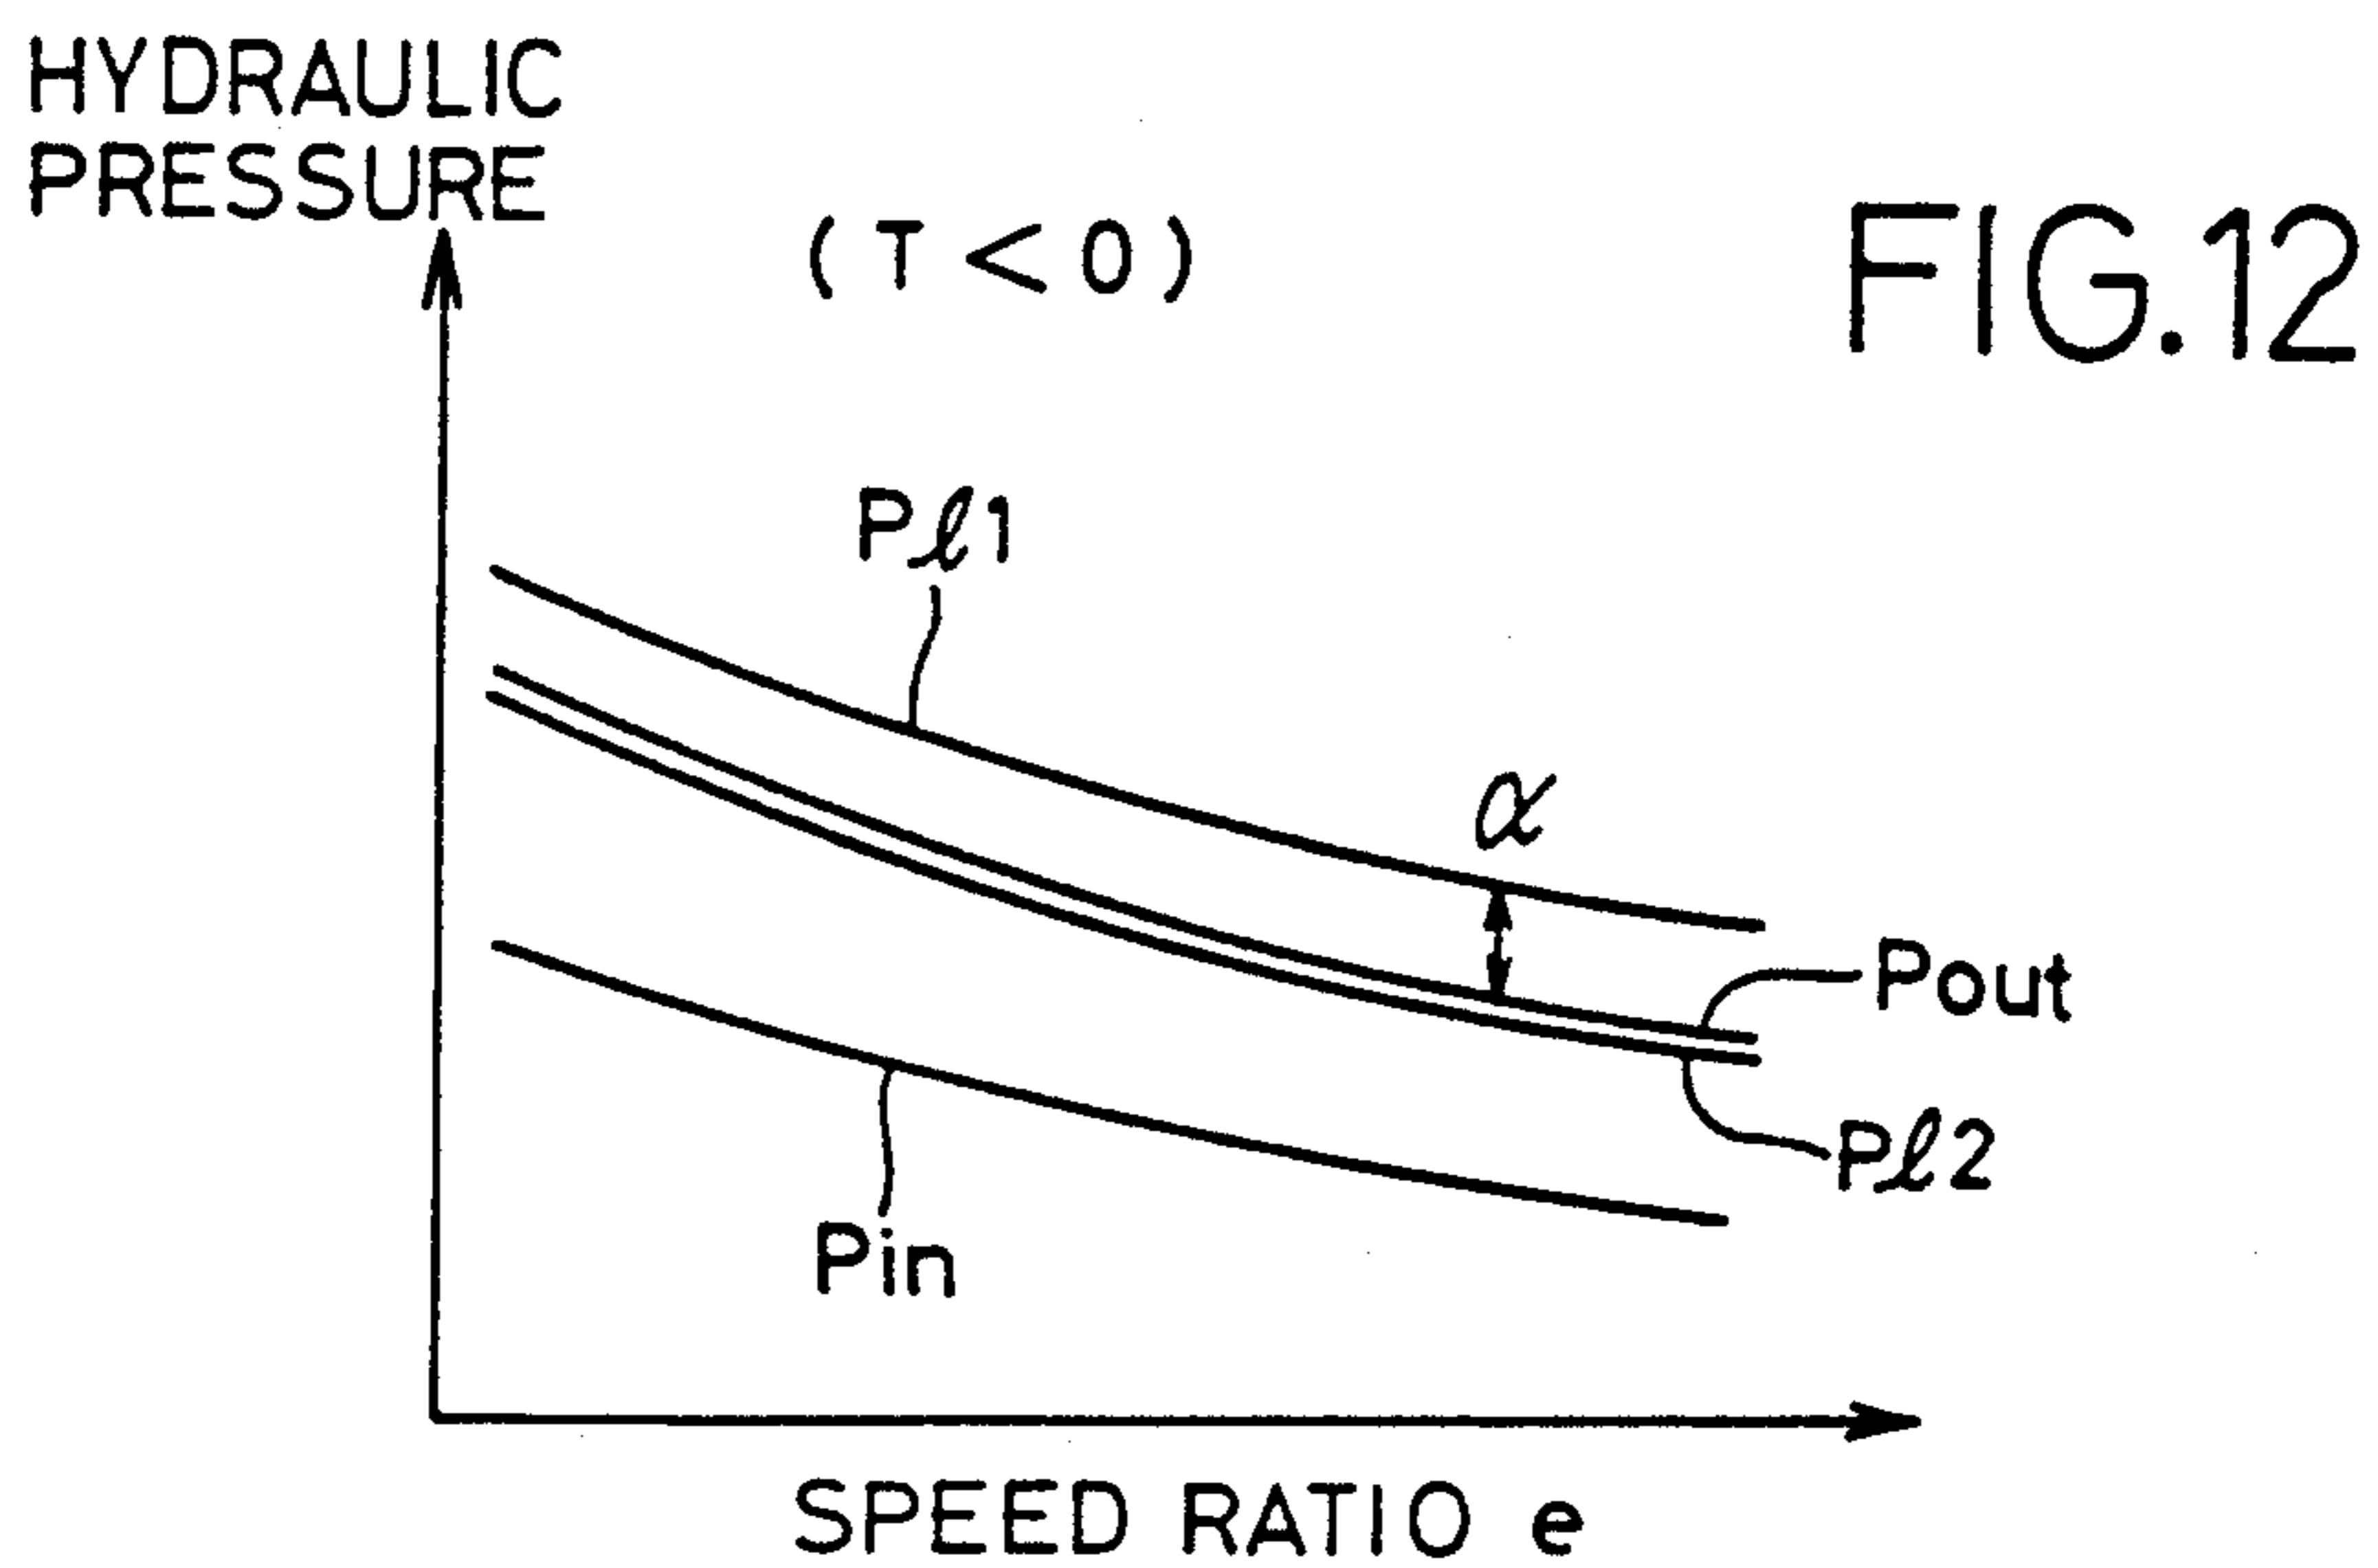 HYDRAULIC
PRESSURE
(T<0)
FIG.12
Pℓ1
α
Pout
Pℓ2
Pin
SPEED RATIO e